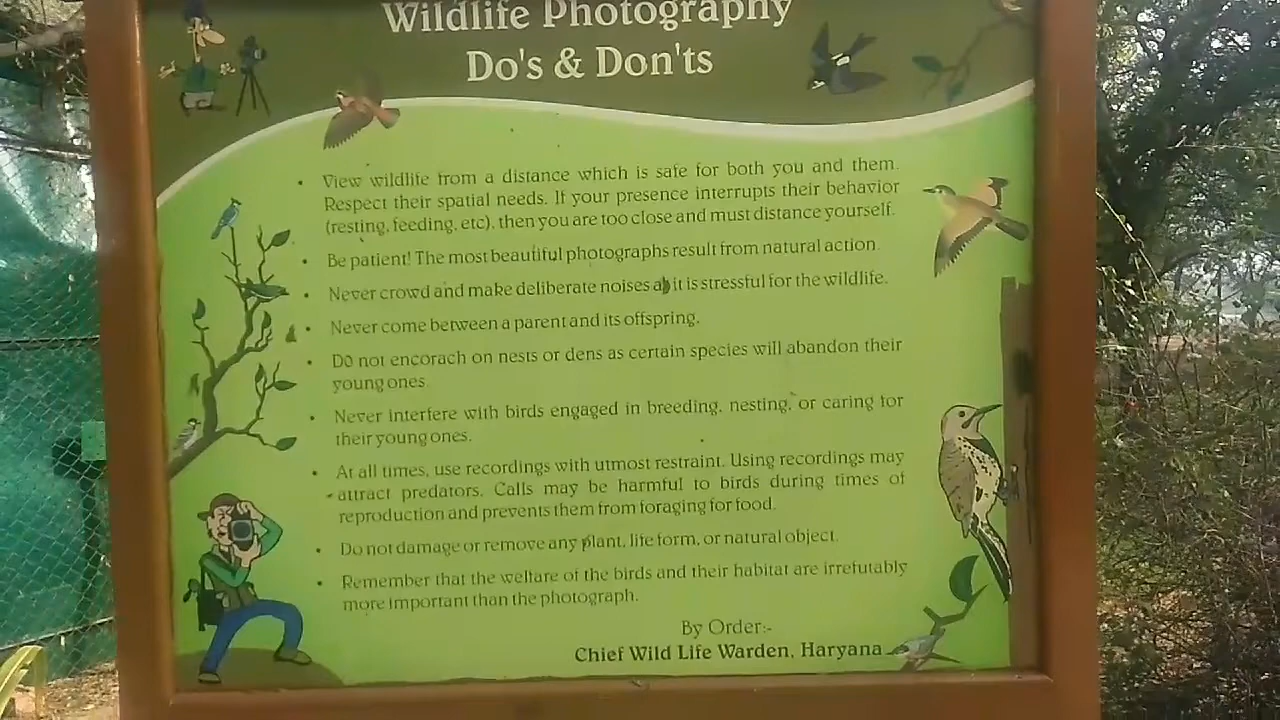 Wildlife Photography
Do's & Don'ts
• View wildlife from a distance which is safe for both you and them.
Respect their spatial needs. If your presence interrupts their behavior
(resting, feeding, etc), then you are too close and must distance yourself.
• Be patient! The most beautiful photographs result from natural action.
• Never crowd and make deliberate noises as it is stressful for the wildlife.
• Never come between a parent and its offspring.
• Do not encorach on nests or dens as certain species will abandon their
young ones.
• Never interfere with birds engaged in breeding, nesting, or caring for
their young ones.
• At all times, use recordings with utmost restraint. Using recordings may
attract predators. Calls may be harmful to birds during times of
reproduction and prevents them from foraging for food.
• Do not damage or remove any plant, life form, or natural object.
• Remember that the welfare of the birds and their habitat are irrefutably
more important than the photograph.
By Order:-
Chief Wild Life Warden, Haryana